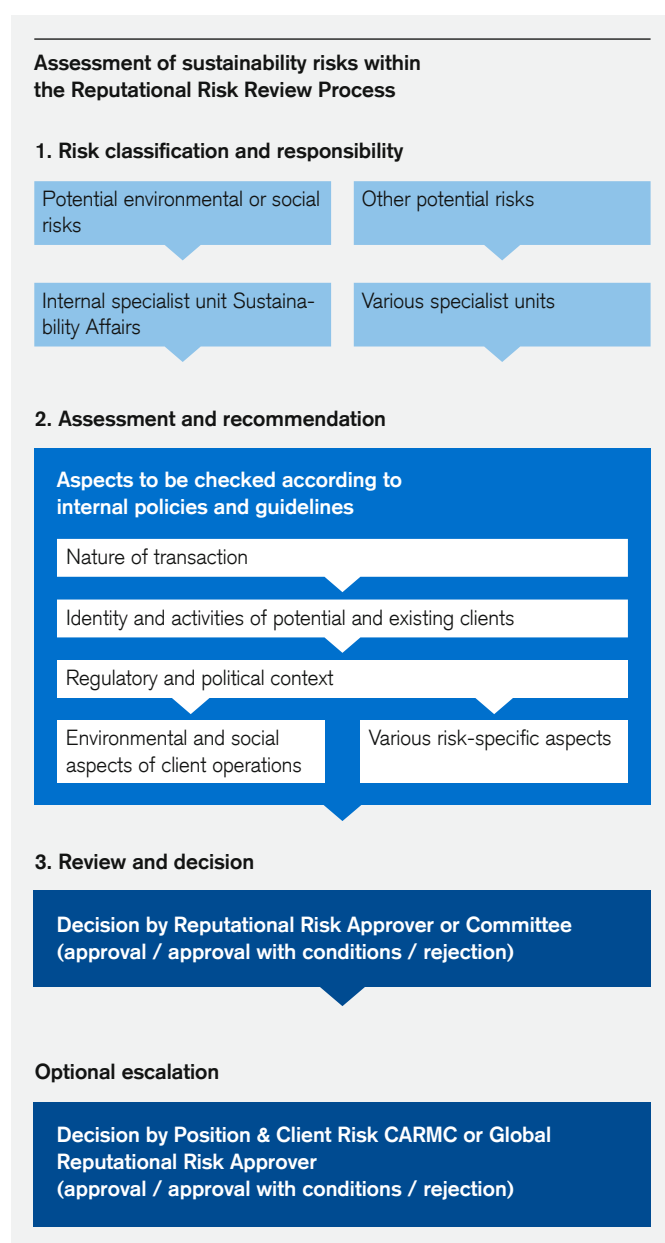 Assessment of sustainability risks within
the Reputational Risk Review Process
1. Risk classification and responsibility
Potential environmental or social
risks
Other potential risks
Internal specialist unit Sustaina-
bility Affairs
Various specialist units
2. Assessment and recommendation
Aspects to be checked according to
internal policies and guidelines
Nature of transaction
Identity and activities of potential and existing clients
Regulatory and political context
Environmental and social
aspects of client operations
Various risk-specific aspects
3. Review and decision
Decision by Reputational Risk Approver or Committee
(approval / approval with conditions / rejection)
Optional escalation
Decision by Position & Client Risk CARMC or Global
Reputational Risk Approver
(approval / approval with conditions / rejection)